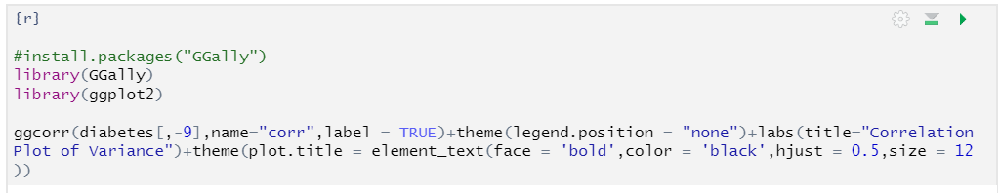 {r}
#install.packages("GGally")
library(GGally)
library(ggplot2)
ggcorr(diabetes[,-9],name="corr",label = TRUE)+theme(legend.position = "none")+labs(title="Correlation
Plot of Variance")+theme(plot.title = element_text(face = 'bold',color = 'black',hjust = 0.5,size = 12
))